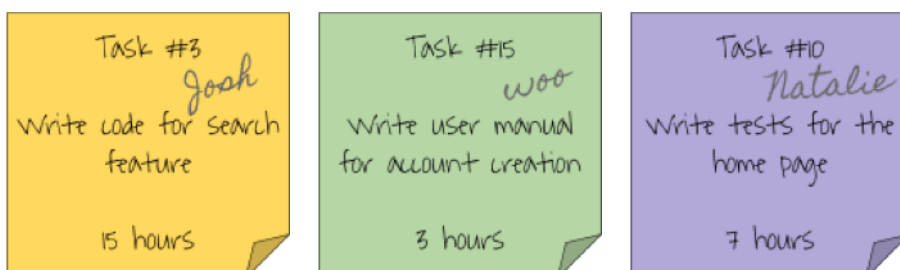 Task #3
Josh
Write code for search
feature
15 hours
Task #15
woo
Write user manual
for account creation
3 hours
Task #10
Natalie
Write tests for the
home page
7 hours